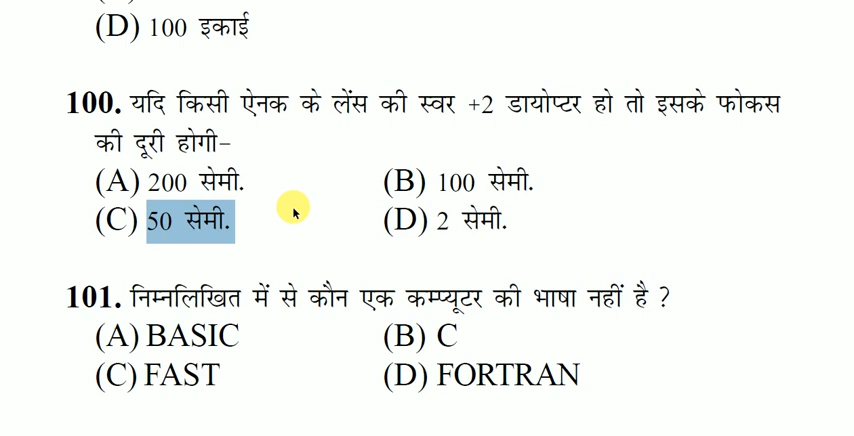 (D) 100 इकाई
100. यदि किसी ऐनक के लेंस की स्वर +2 डायोप्टर हो तो इसके फोकस
की दूरी होगी–
(A) 200 सेमी. (B) 100 सेमी.
(C) 50 सेमी. (D) 2 सेमी.
101. निम्नलिखित में से कौन एक कम्प्यूटर की भाषा नहीं है ?
(A) BASIC (B) C
(C) FAST (D) FORTRAN